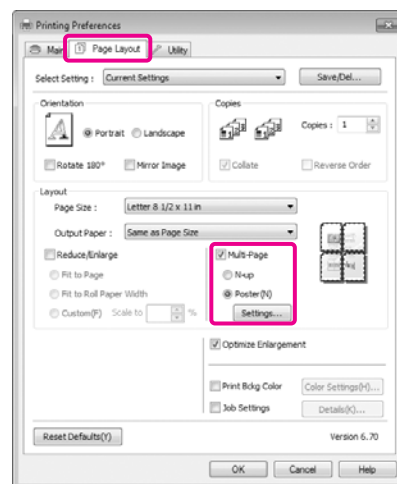 Printing Preferences
Main Page Layout Utility
Select Setting : Current Settings Save/Del...
Orientation Copies
Portrait Landscape Copies : 1
Rotate 180° Mirror Image Collate Reverse Order
Layout
Page Size : Letter 8 1/2 x 11 in
Output Paper : Same as Page Size
Reduce/Enlarge Multi-Page
Fit to Page N-up
Fit to Roll Paper Width Poster(N)
Custom(F) Scale to % Settings...
Optimize Enlargement
Print Bckg Color Color Settings(H)...
Job Settings Details(K)...
Reset Defaults(Y) Version 6.70
OK Cancel Help